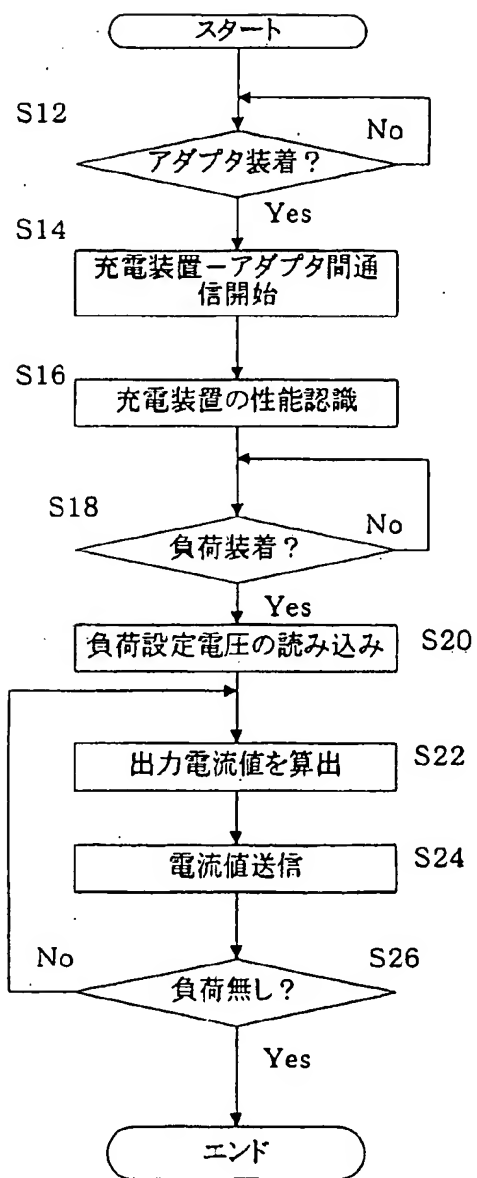 スタート
S12
No
アダプタ装着？
Yes
S14
充電装置－アダプタ間通
信開始
S16
充電装置の性能認識
S18
No
負荷装着？
Yes
負荷設定電圧の読み込み
S20
出力電流値を算出
S22
電流値送信
S24
No
S26
負荷無し？
Yes
エンド